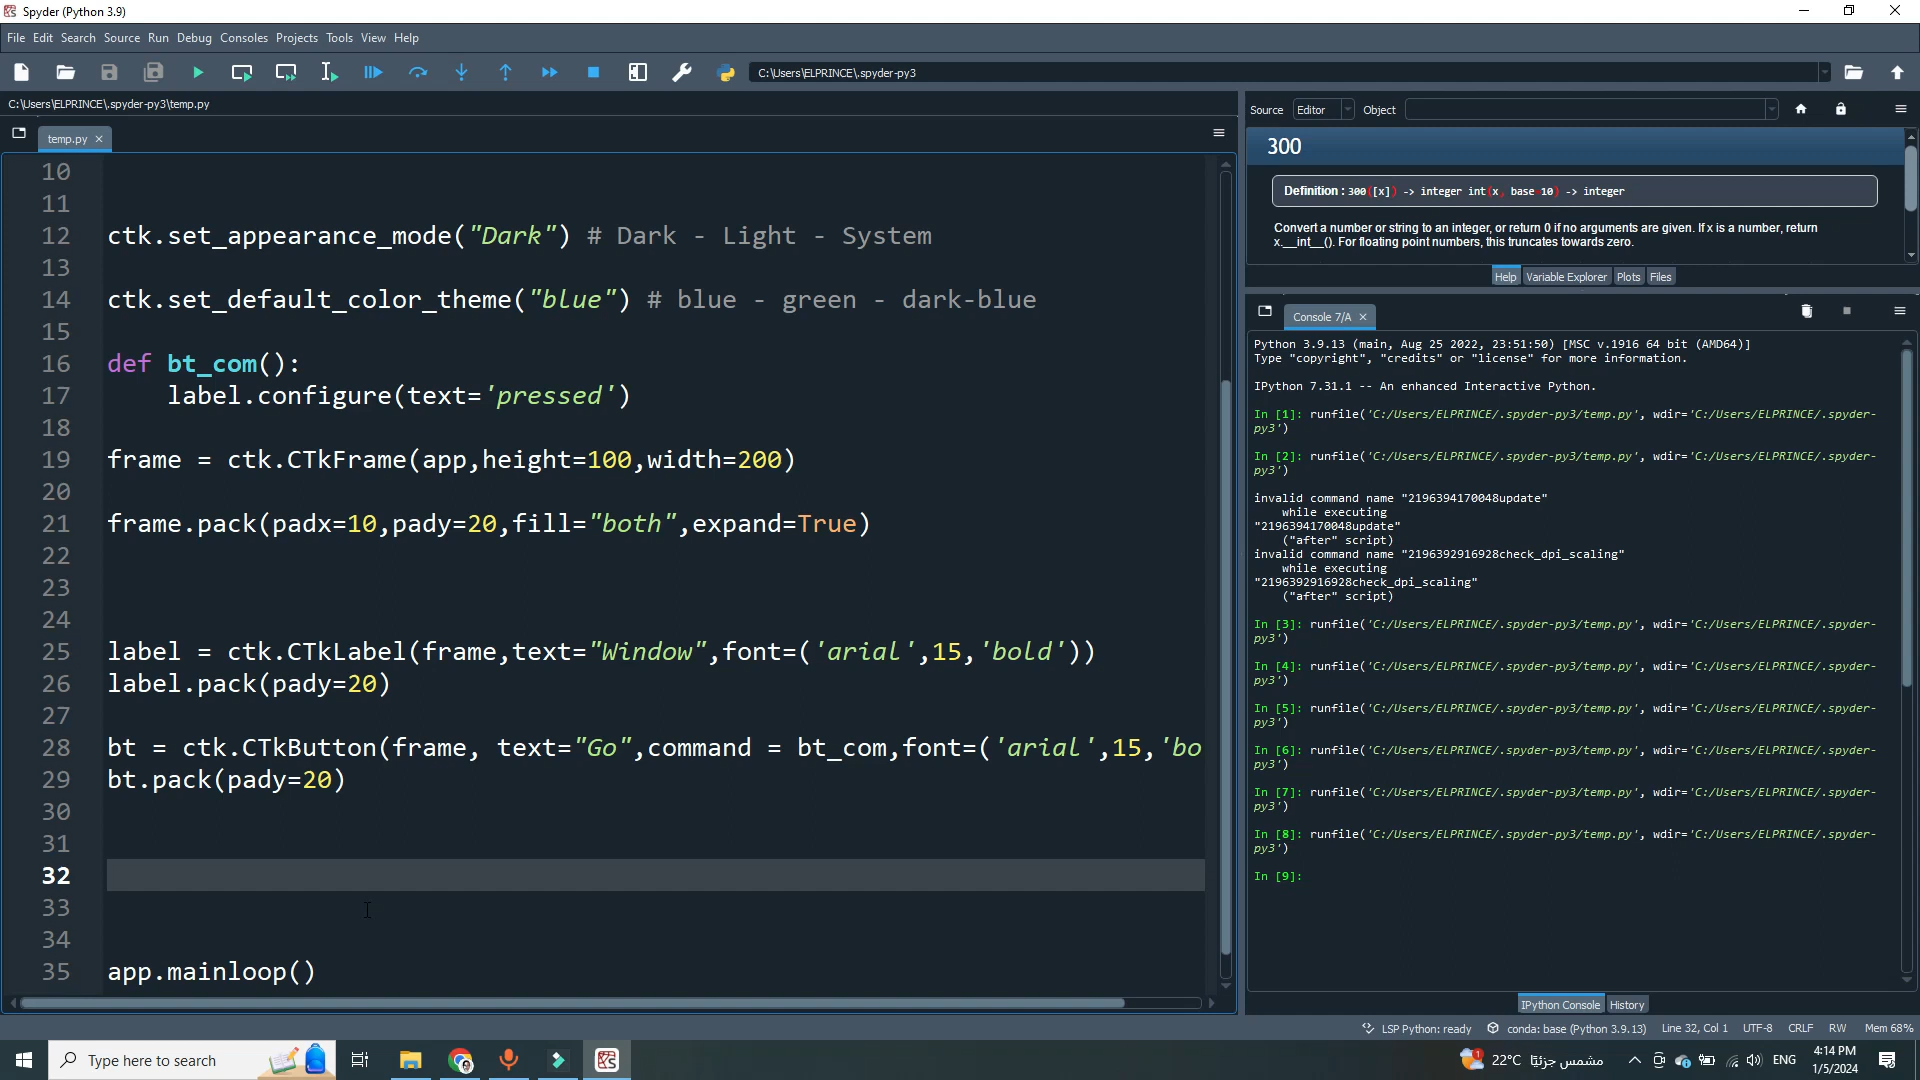 Spyder (Python 3.9)
File Edit Search Source Run Debug Consoles Projects Tools View Help
C:\Users\ELPRINCE\.spyder-py3
C:\Users\ELPRINCE\.spyder-py3\temp.py
temp.py
10
11
12 ctk.set_appearance_mode("Dark") # Dark - Light - System
13
14 ctk.set_default_color_theme("blue") # blue - green - dark-blue
15
16 def bt_com():
17 label.configure(text='pressed')
18
19 frame = ctk.CTkFrame(app,height=100,width=200)
20
21 frame.pack(padx=10,pady=20,fill="both",expand=True)
22
23
24
25 label = ctk.CTkLabel(frame,text="Window",font=('arial',15,'bold'))
26 label.pack(pady=20)
27
28 bt = ctk.CTkButton(frame, text="Go",command = bt_com,font=('arial',15,'bo
29 bt.pack(pady=20)
30
31
32
33
34
35 app.mainloop()
Source Editor Object
300
Definition : 300([x]) -> integer int(x, base=10) -> integer
Convert a number or string to an integer, or return 0 if no arguments are given. If x is a number, return
x.__int__(). For floating point numbers, this truncates towards zero.
Help Variable Explorer Plots Files
Console 7/A
Python 3.9.13 (main, Aug 25 2022, 23:51:50) [MSC v.1916 64 bit (AMD64)]
Type "copyright", "credits" or "license" for more information.
IPython 7.31.1 -- An enhanced Interactive Python.
In [1]: runfile('C:/Users/ELPRINCE/.spyder-py3/temp.py', wdir='C:/Users/ELPRINCE/.spyder-
py3')
In [2]: runfile('C:/Users/ELPRINCE/.spyder-py3/temp.py', wdir='C:/Users/ELPRINCE/.spyder-
py3')
invalid command name "2196394170048update"
while executing
"2196394170048update"
("after" script)
invalid command name "2196392916928check_dpi_scaling"
while executing
"2196392916928check_dpi_scaling"
("after" script)
In [3]: runfile('C:/Users/ELPRINCE/.spyder-py3/temp.py', wdir='C:/Users/ELPRINCE/.spyder-
py3')
In [4]: runfile('C:/Users/ELPRINCE/.spyder-py3/temp.py', wdir='C:/Users/ELPRINCE/.spyder-
py3')
In [5]: runfile('C:/Users/ELPRINCE/.spyder-py3/temp.py', wdir='C:/Users/ELPRINCE/.spyder-
py3')
In [6]: runfile('C:/Users/ELPRINCE/.spyder-py3/temp.py', wdir='C:/Users/ELPRINCE/.spyder-
py3')
In [7]: runfile('C:/Users/ELPRINCE/.spyder-py3/temp.py', wdir='C:/Users/ELPRINCE/.spyder-
py3')
In [8]: runfile('C:/Users/ELPRINCE/.spyder-py3/temp.py', wdir='C:/Users/ELPRINCE/.spyder-
py3')
In [9]:
IPython Console History
LSP Python: ready conda: base (Python 3.9.13) Line 32, Col 1 UTF-8 CRLF RW Mem 68%
Type here to search
1 22°C مشمس جزئيًا ENG 4:14 PM
1/5/2024